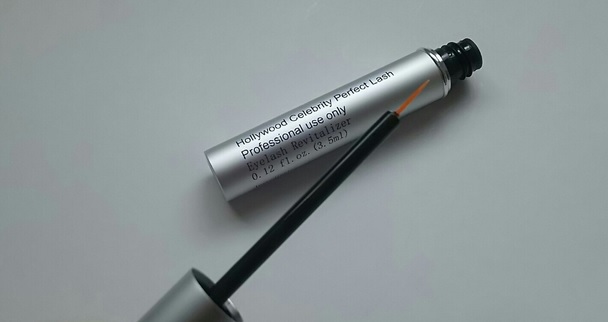 Hollywood Celebrity Perfect Lash
Professional use only
Eyelash Revitalizer
0.12 fl.oz.(3.5ml)